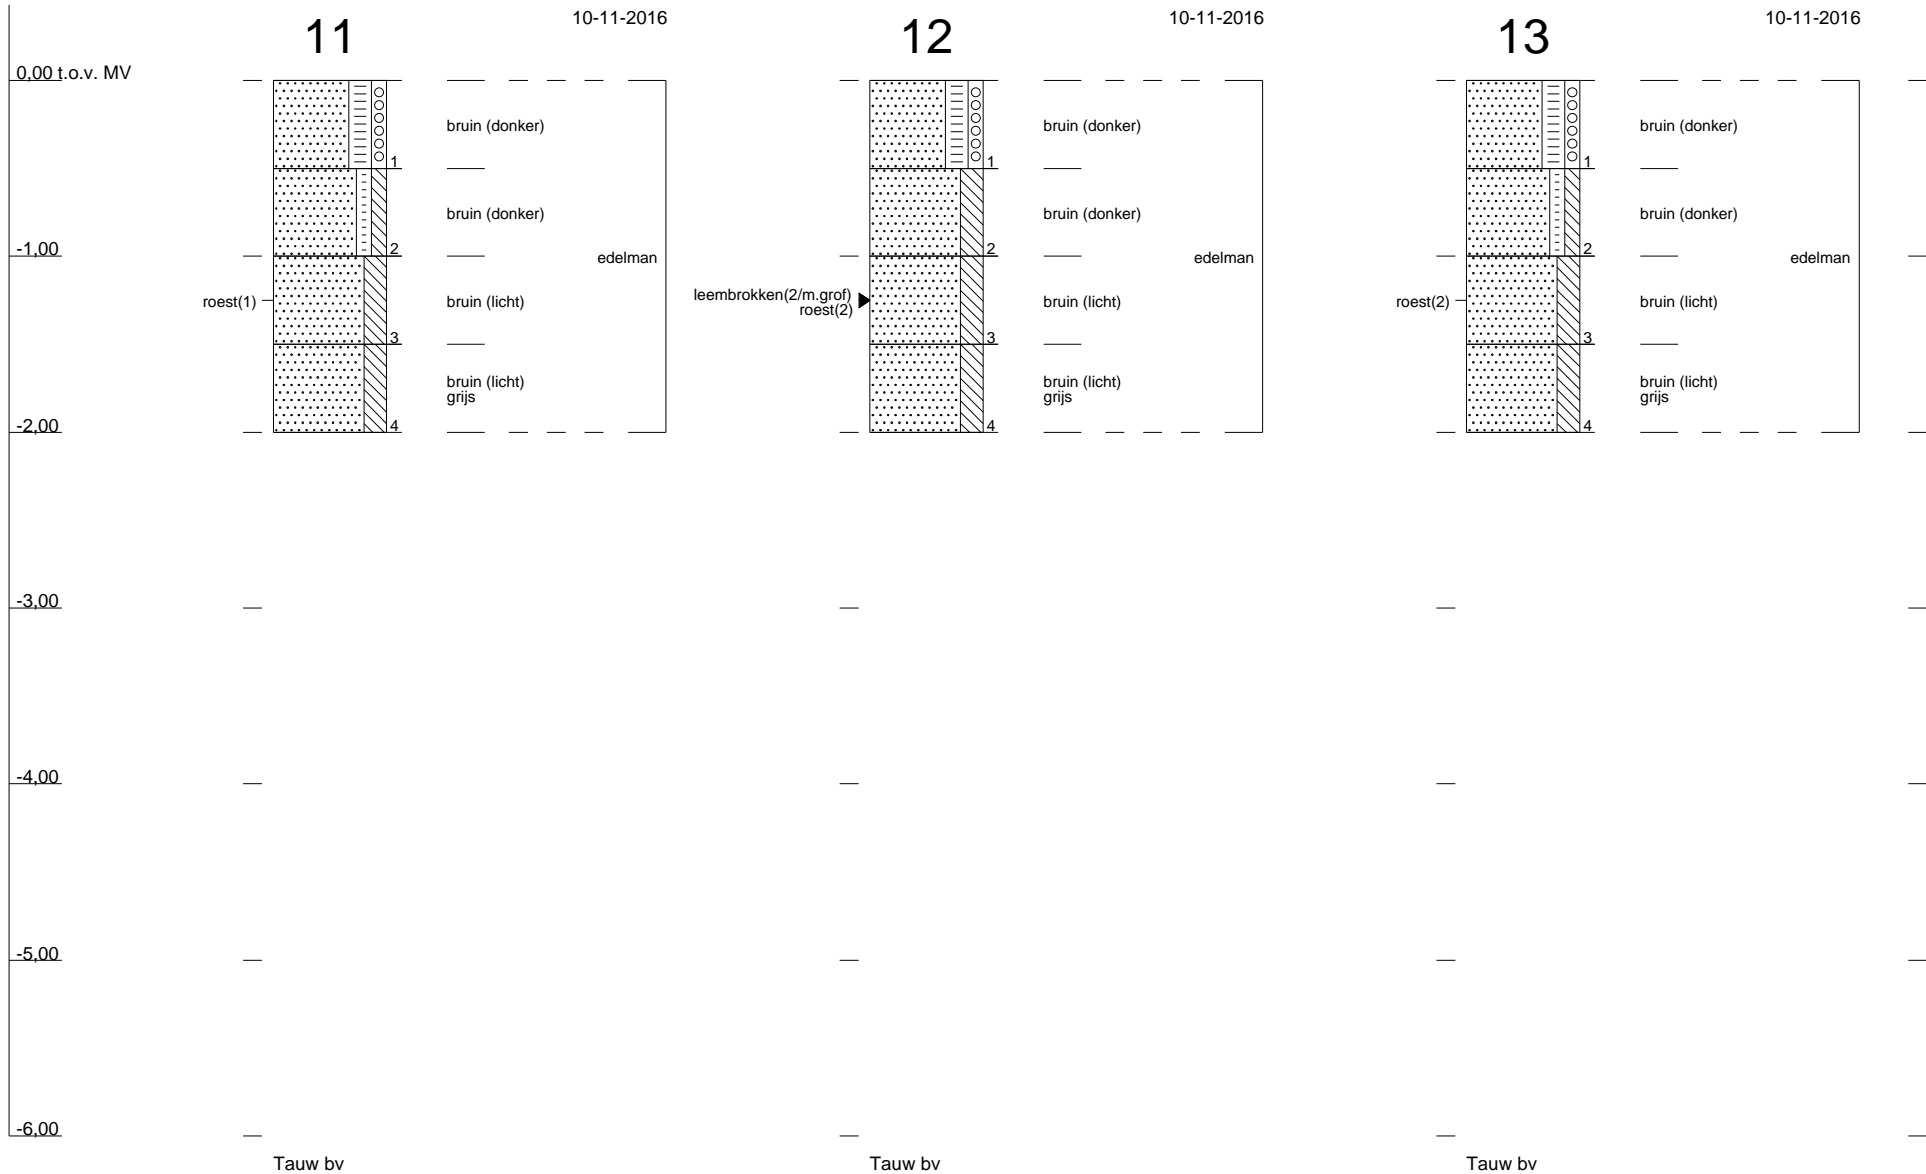 11
10-11-2016
12
10-11-2016
13
10-11-2016
0,00 t.o.v. MV
bruin (donker)
1
bruin (donker)
2
edelman
roest(1)
bruin (licht)
3
bruin (licht)
grijs
4
bruin (donker)
1
bruin (donker)
2
edelman
leembrokken(2/m.grof)
roest(2)
bruin (licht)
3
bruin (licht)
grijs
4
bruin (donker)
1
bruin (donker)
2
edelman
roest(2)
bruin (licht)
3
bruin (licht)
grijs
4
-1,00
-2,00
-3,00
-4,00
-5,00
-6,00
Tauw bv
Tauw bv
Tauw bv